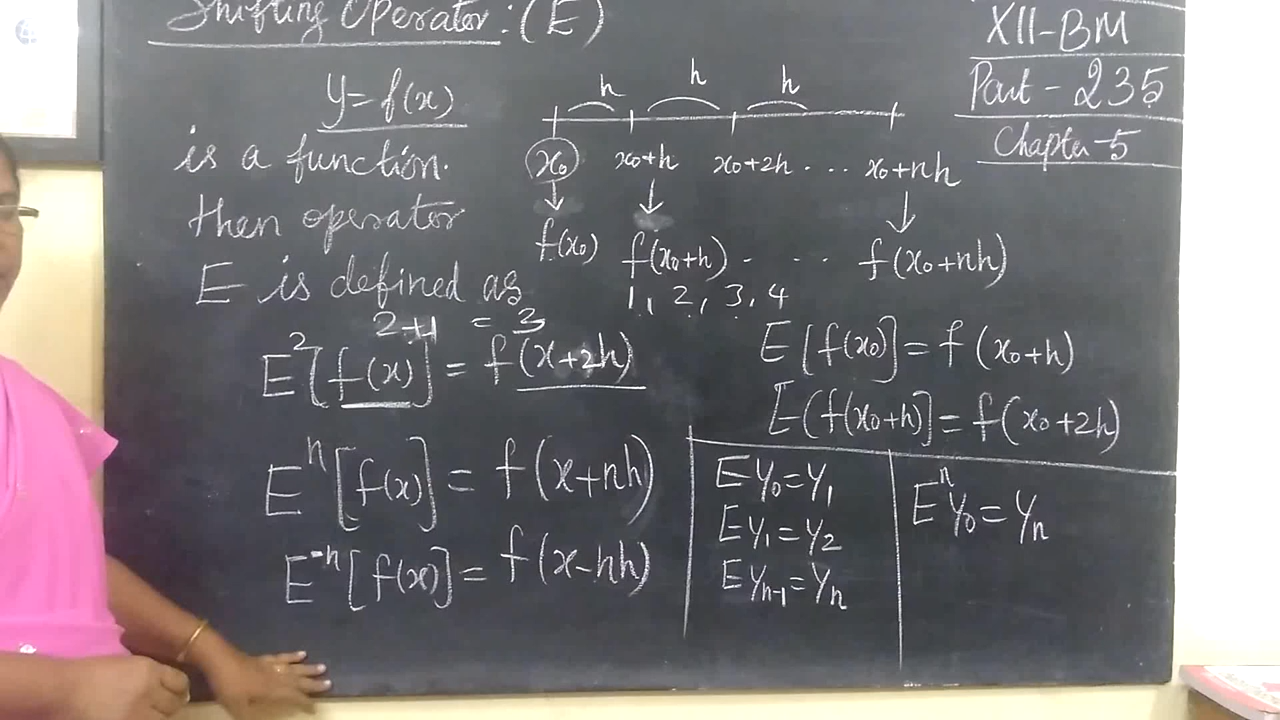 Shifting Operator : (E)
XII-BM
Part - 235
Chapter-5
y = f(x)
is a function.
then operator
E is defined as
h h h
x₀ x₀+h x₀+2h ... x₀+nh
f(x₀) f(x₀+h) - ... f(x₀+nh)
1, 2, 3, 4
2+1 = 3
E²[f(x)] = f(x+2h)
Eⁿ[f(x)] = f(x+nh)
E⁻ⁿ[f(x)] = f(x-nh)
E[f(x₀)] = f(x₀+h)
E(f(x₀+h)] = f(x₀+2h)
Ey₀ = y₁
Ey₁ = y₂
Eyₙ₋₁ = yₙ
Eⁿy₀ = yₙ